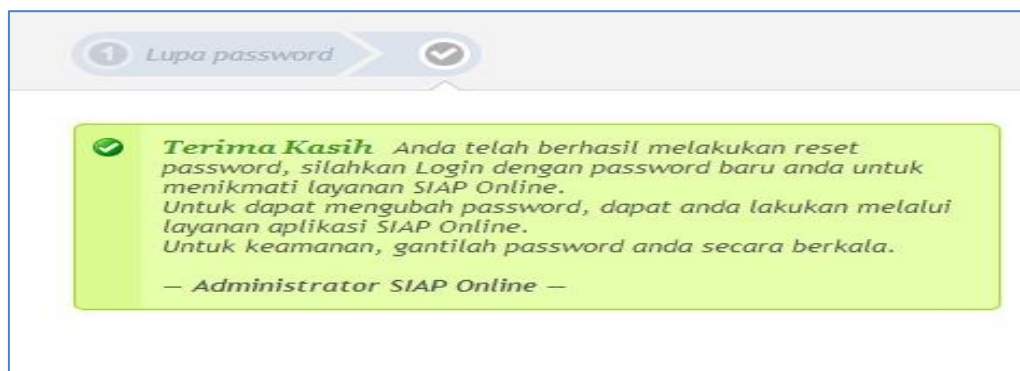 1 Lupa password
Terima Kasih Anda telah berhasil melakukan reset
password, silahkan Login dengan password baru anda untuk
menikmati layanan SIAP Online.
Untuk dapat mengubah password, dapat anda lakukan melalui
layanan aplikasi SIAP Online.
Untuk keamanan, gantilah password anda secara berkala.
— Administrator SIAP Online —